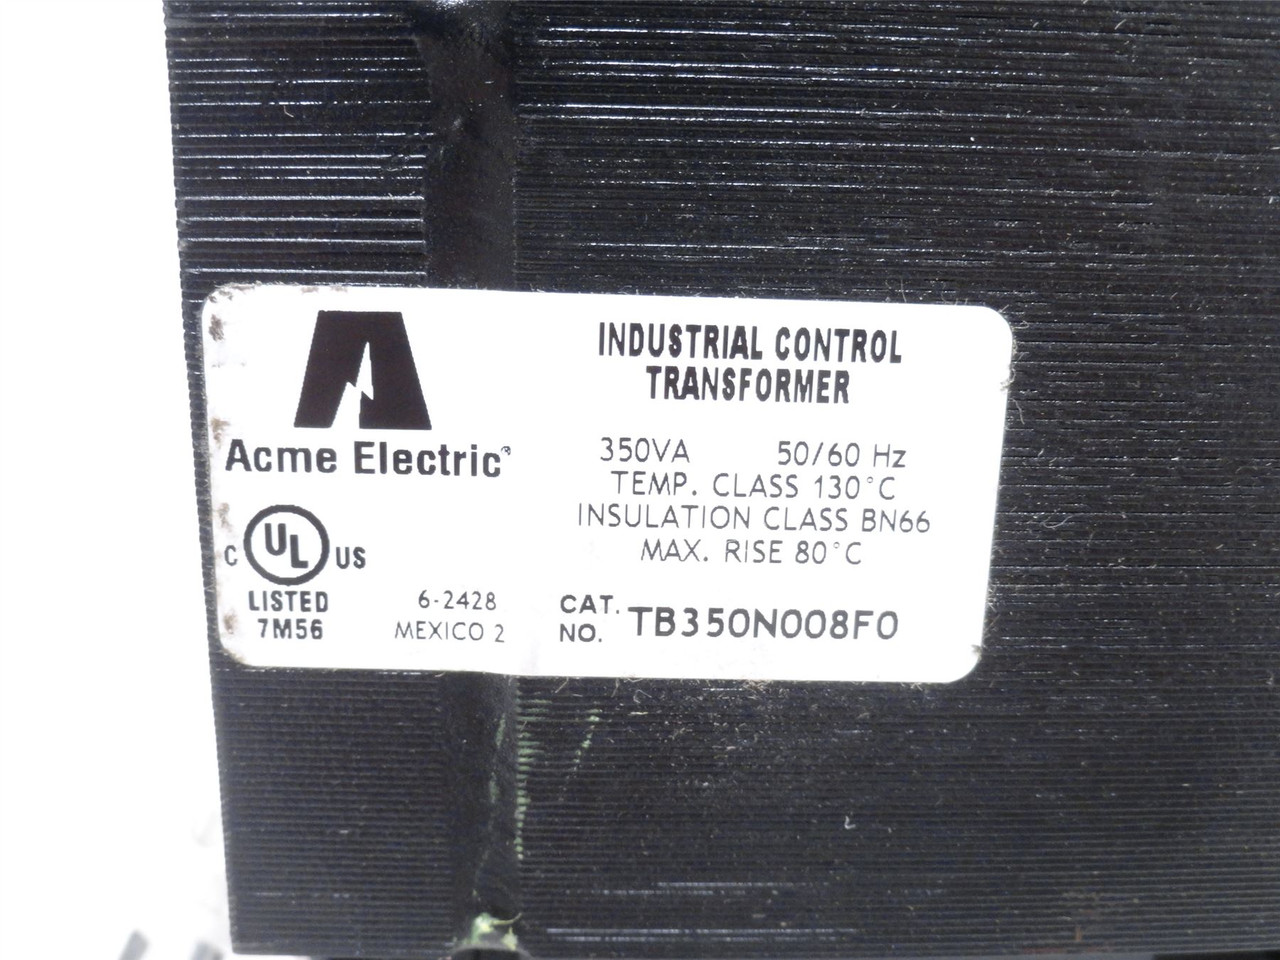 INDUSTRIAL CONTROL
TRANSFORMER
Acme Electric
350VA 50/60 Hz
TEMP. CLASS 130°C
INSULATION CLASS BN66
MAX. RISE 80°C
C UL US
LISTED
7M56
6-2428
MEXICO 2
CAT.
NO. TB350N008F0